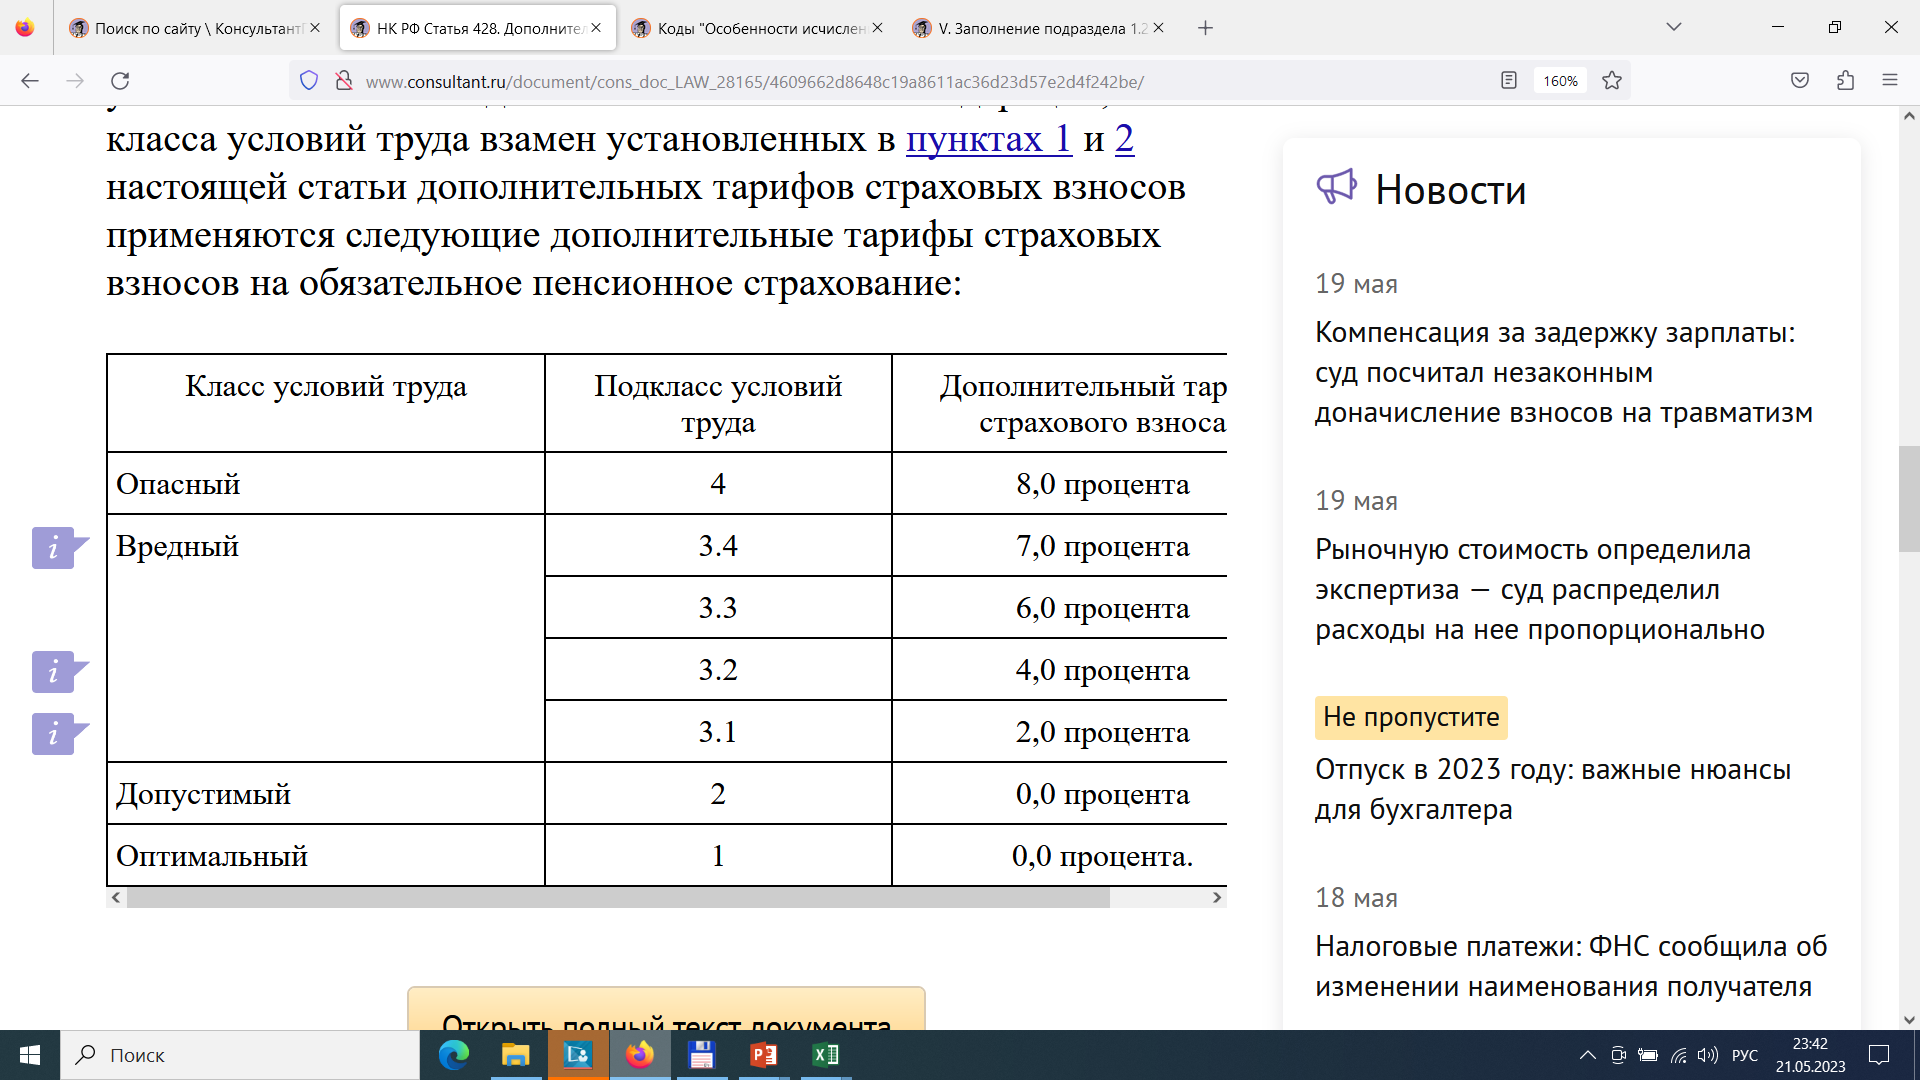 Поиск по сайту \ Консультант
НК РФ Статья 428. Дополнител
Коды "Особенности исчислен
V. Заполнение подраздела 1.2
www.consultant.ru/document/cons_doc_LAW_28165/4609662d8648c19a8611ac36d23d57e2d4f242be/
160%
класса условий труда взамен установленных в пунктах 1 и 2
настоящей статьи дополнительных тарифов страховых взносов
применяются следующие дополнительные тарифы страховых
взносов на обязательное пенсионное страхование:
Класс условий труда
Подкласс условий
труда
Дополнительный тар
страхового взноса
Опасный
4
8,0 процента
Вредный
3.4
7,0 процента
3.3
6,0 процента
3.2
4,0 процента
3.1
2,0 процента
Допустимый
2
0,0 процента
Оптимальный
1
0,0 процента.
i
i
i
Открыть полный текст документа
Новости
19 мая
Компенсация за задержку зарплаты:
суд посчитал незаконным
доначисление взносов на травматизм
19 мая
Рыночную стоимость определила
экспертиза — суд распределил
расходы на нее пропорционально
Не пропустите
Отпуск в 2023 году: важные нюансы
для бухгалтера
18 мая
Налоговые платежи: ФНС сообщила об
изменении наименования получателя
Поиск
РУС
23:42
21.05.2023